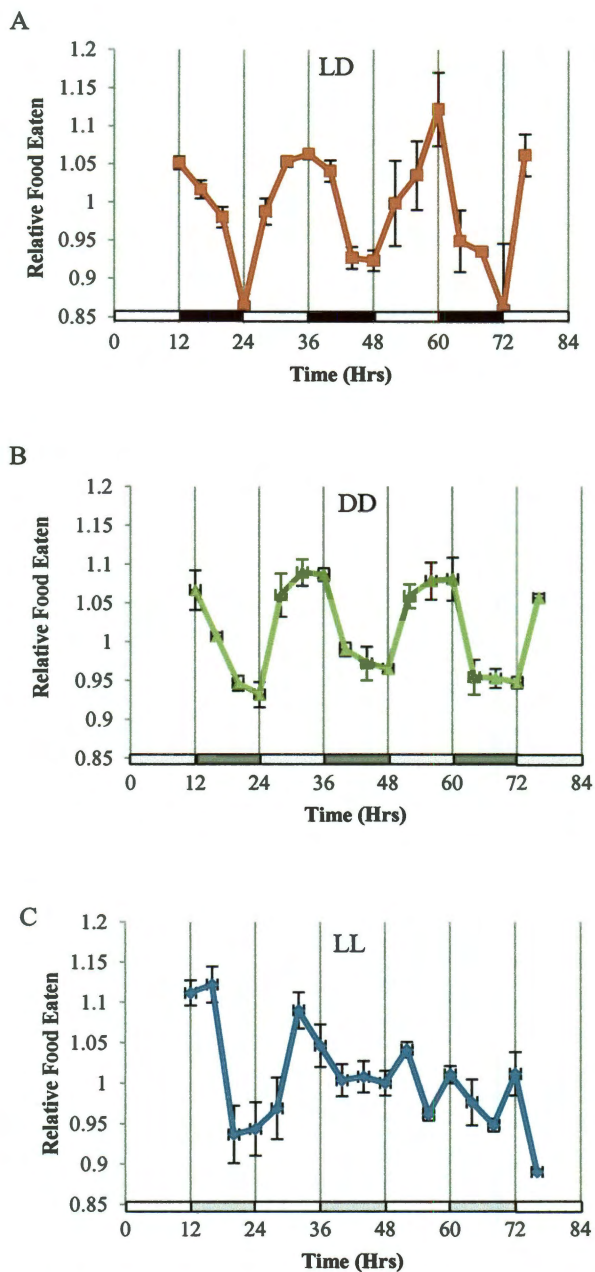 A
LD
Relative Food Eaten
1.2
1.15
1.1
1.05
1
0.95
0.9
0.85
0 12 24 36 48 60 72 84
Time (Hrs)
B
DD
Relative Food Eaten
1.2
1.15
1.1
1.05
1
0.95
0.9
0.85
0 12 24 36 48 60 72 84
Time (Hrs)
C
LL
Relative Food Eaten
1.2
1.15
1.1
1.05
1
0.95
0.9
0.85
0 12 24 36 48 60 72 84
Time (Hrs)